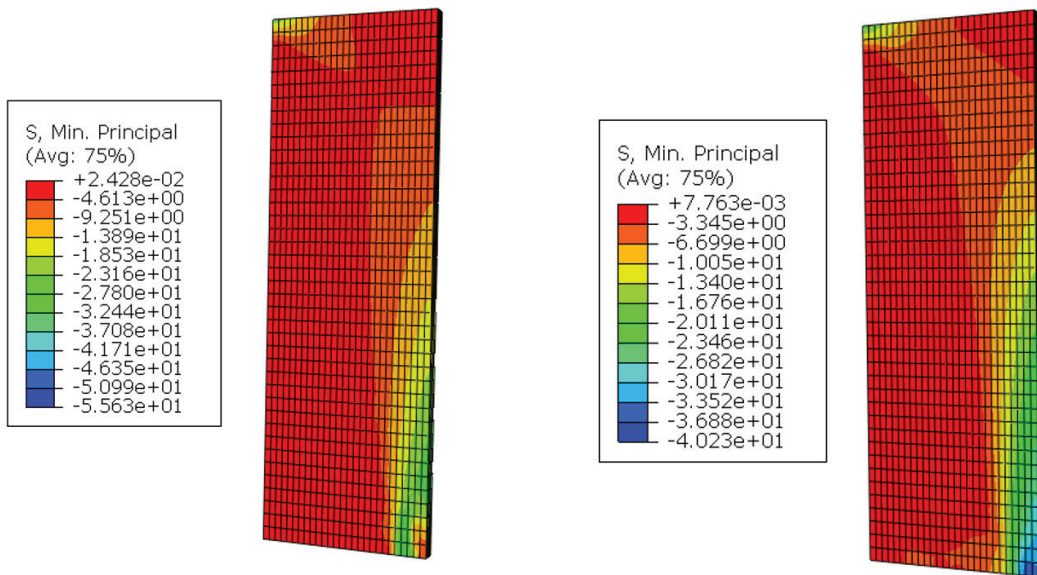 S, Min. Principal
(Avg: 75%)
+2.428e-02
-4.613e+00
-9.251e+00
-1.389e+01
-1.853e+01
-2.316e+01
-2.780e+01
-3.244e+01
-3.708e+01
-4.171e+01
-4.635e+01
-5.099e+01
-5.563e+01
S, Min. Principal
(Avg: 75%)
+7.763e-03
-3.345e+00
-6.699e+00
-1.005e+01
-1.340e+01
-1.676e+01
-2.011e+01
-2.346e+01
-2.682e+01
-3.017e+01
-3.352e+01
-3.688e+01
-4.023e+01